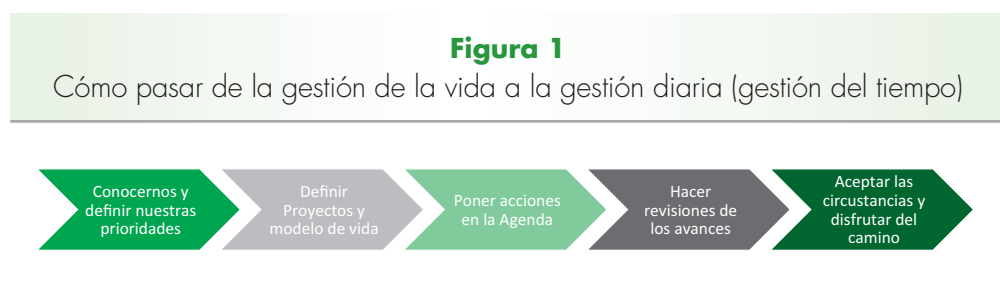 Figura 1
Cómo pasar de la gestión de la vida a la gestión diaria (gestión del tiempo)
Conocernos y
definir nuestras
prioridades
Definir
Proyectos y
modelo de vida
Poner acciones
en la Agenda
Hacer
revisiones de
los avances
Aceptar las
circunstancias y
disfrutar del
camino